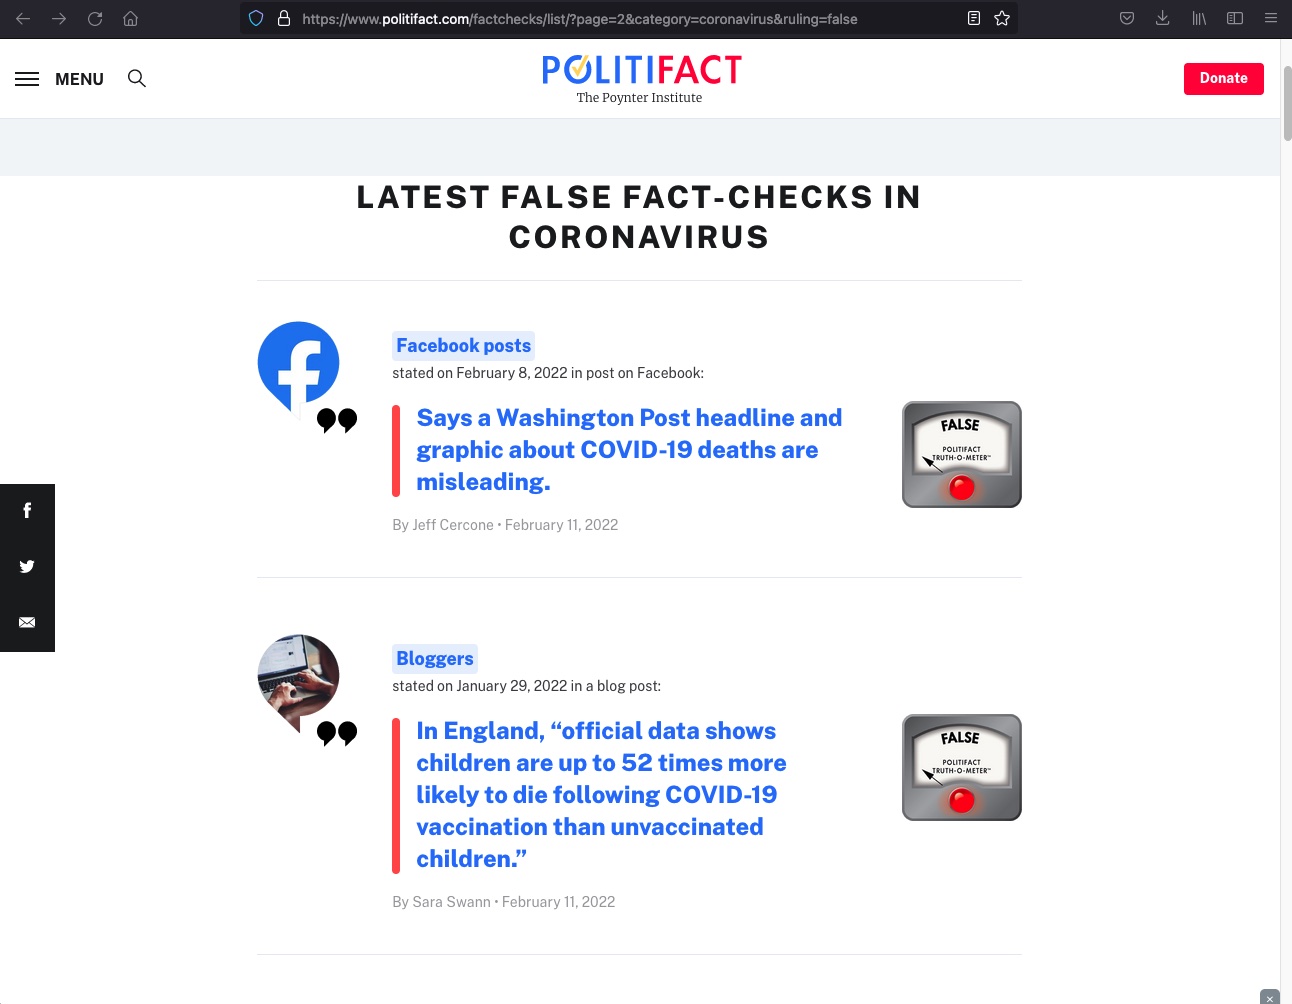 https://www.politifact.com/factchecks/list/?page=2&category=coronavirus&ruling=false
MENU
POLITIFACT
The Poynter Institute
Donate
LATEST FALSE FACT-CHECKS IN
CORONAVIRUS
Facebook posts
stated on February 8, 2022 in post on Facebook:
Says a Washington Post headline and
graphic about COVID-19 deaths are
misleading.
FALSE
POLITIFACT
TRUTH-O-METER™
By Jeff Cercone • February 11, 2022
Bloggers
stated on January 29, 2022 in a blog post:
In England, “official data shows
children are up to 52 times more
likely to die following COVID-19
vaccination than unvaccinated
children.”
FALSE
POLITIFACT
TRUTH-O-METER™
By Sara Swann • February 11, 2022